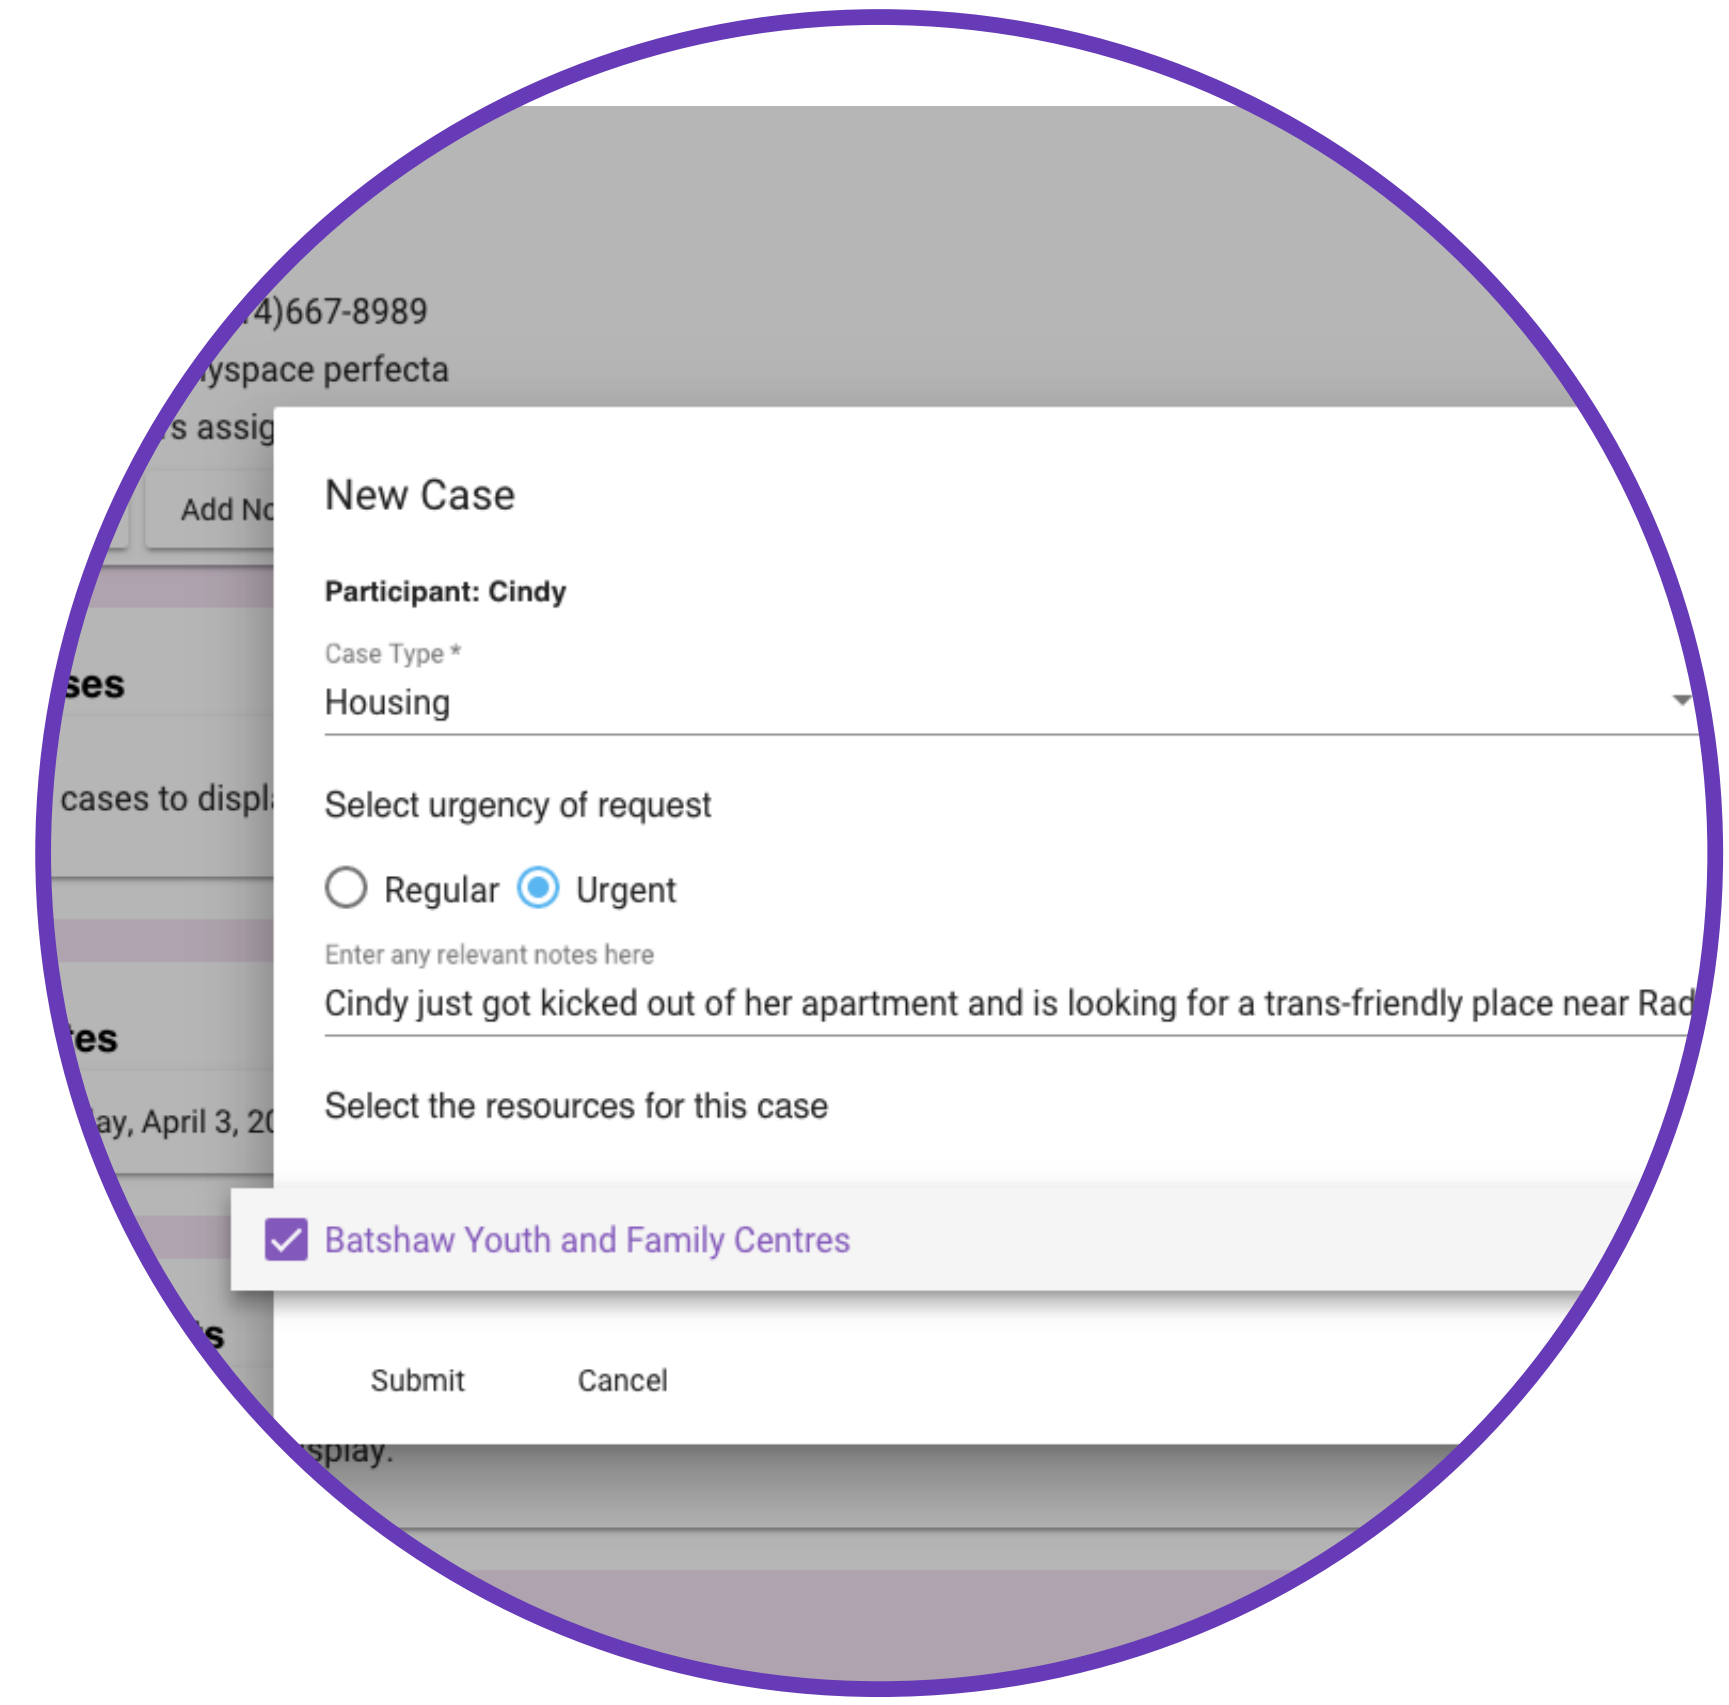 4)667-8989
yspace perfecta
s assig
Add No
New Case
Participant: Cindy
Case Type *
Housing
ses
cases to displ
Select urgency of request
Regular Urgent
Enter any relevant notes here
Cindy just got kicked out of her apartment and is looking for a trans-friendly place near Rad
es
ay, April 3, 20
Select the resources for this case
Batshaw Youth and Family Centres
s
Submit Cancel
splay.